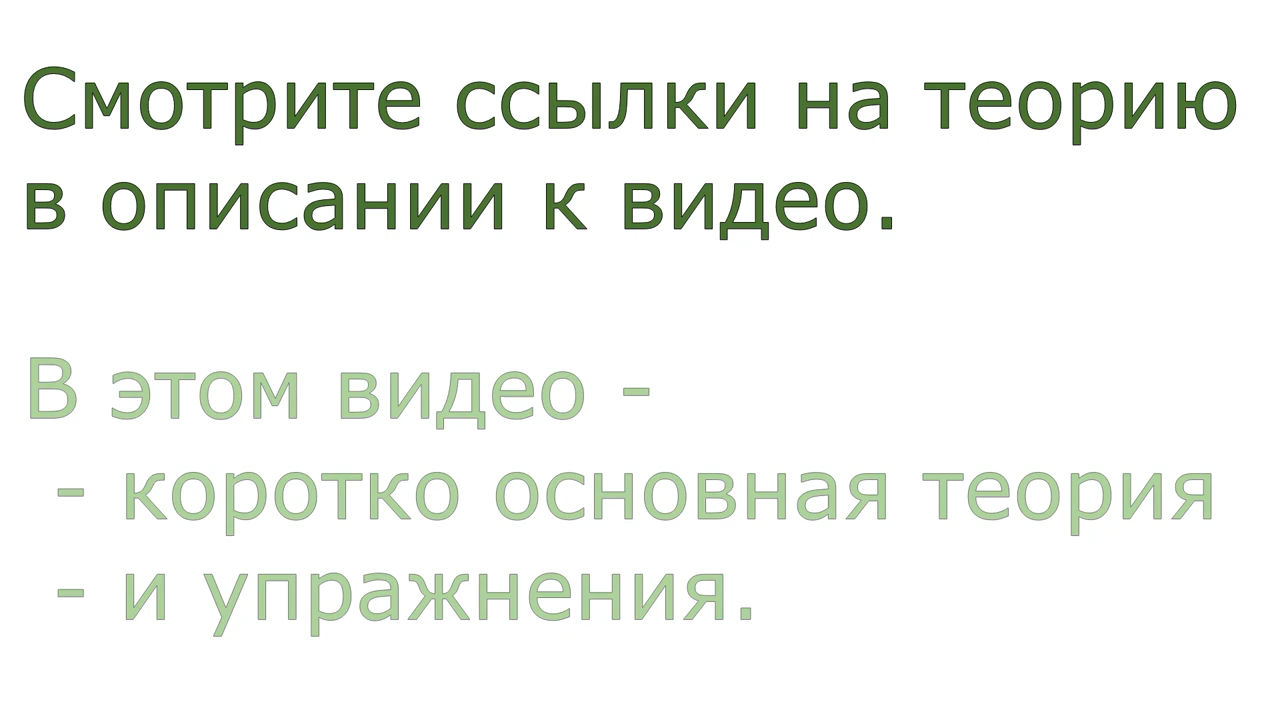 Смотрите ссылки на теорию
в описании к видео.
В этом видео -
- коротко основная теория
- и упражнения.